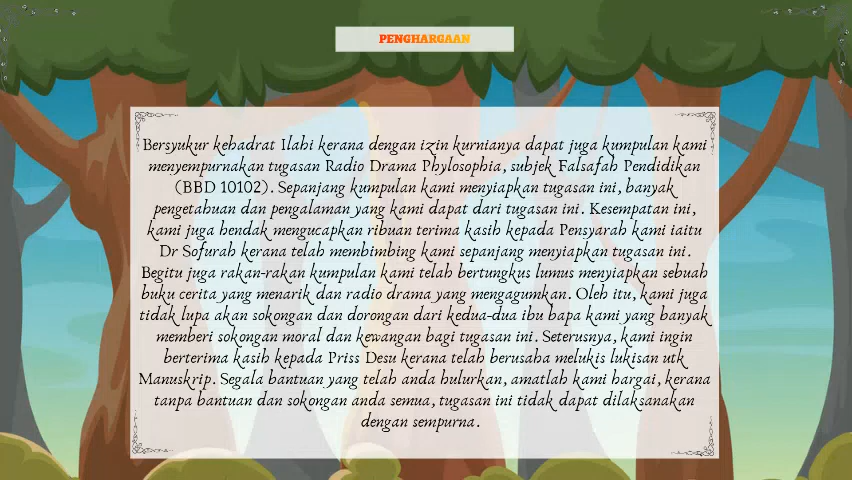 PENGHARGAAN
Bersyukur kehadrat Ilahi kerana dengan izin kurnianya dapat juga kumpulan kami
menyempurnakan tugasan Radio Drama Phylosophia, subjek Falsafah Pendidikan
(BBD 10102). Sepanjang kumpulan kami menyiapkan tugasan ini, banyak
pengetahuan dan pengalaman yang kami dapat dari tugasan ini. Kesempatan ini,
kami juga hendak mengucapkan ribuan terima kasih kepada Pensyarah kami iaitu
Dr Sofurah kerana telah membimbing kami sepanjang menyiapkan tugasan ini.
Begitu juga rakan-rakan kumpulan kami telah bertungkus lumus menyiapkan sebuah
buku cerita yang menarik dan radio drama yang mengagumkan. Oleh itu, kami juga
tidak lupa akan sokongan dan dorongan dari kedua-dua ibu bapa kami yang banyak
memberi sokongan moral dan kewangan bagi tugasan ini. Seterusnya, kami ingin
berterima kasih kepada Priss Desu kerana telah berusaha melukis lukisan utk
Manuskrip. Segala bantuan yang telah anda hulurkan, amatlah kami hargai, kerana
tanpa bantuan dan sokongan anda semua, tugasan ini tidak dapat dilaksanakan
dengan sempurna.